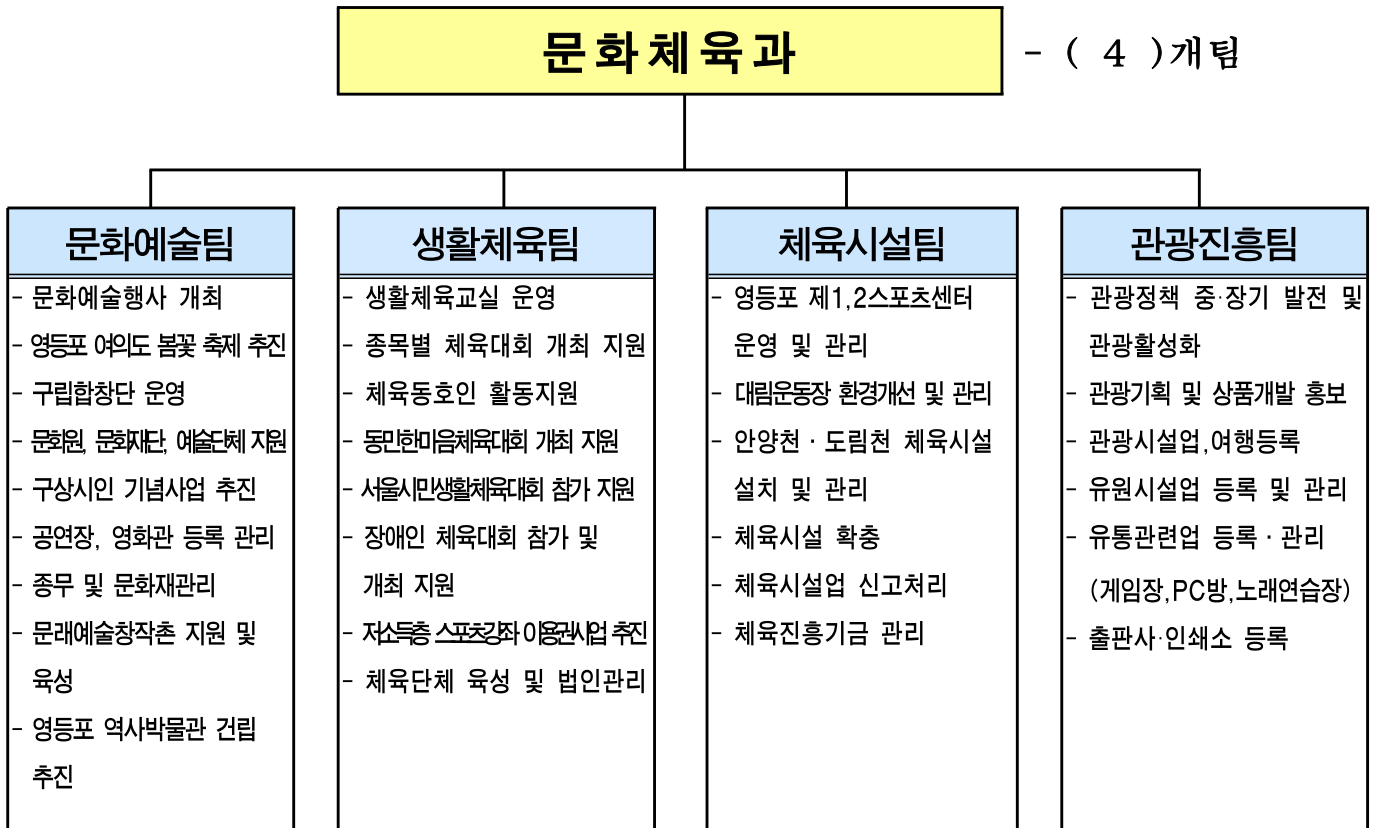 문화체육과
- ( 4 )개팀
문화예술팀
- 문화예술행사 개최
- 영등포 여의도 봄꽃 축제 추진
- 구립합창단 운영
- 문화원, 문화재단, 예술단체 지원
- 구상시인 기념사업 추진
- 공연장, 영화관 등록 관리
- 종무 및 문화재관리
- 문래예술창작촌 지원 및
육성
- 영등포 역사박물관 건립
추진
생활체육팀
- 생활체육교실 운영
- 종목별 체육대회 개최 지원
- 체육동호인 활동지원
- 동민한마음체육대회 개최 지원
- 서울시민생활체육대회 참가 지원
- 장애인 체육대회 참가 및
개최 지원
- 저소득층 스포츠강좌 이용권사업 추진
- 체육단체 육성 및 법인관리
체육시설팀
- 영등포 제1,2스포츠센터
운영 및 관리
- 대림운동장 환경개선 및 관리
- 안양천 · 도림천 체육시설
설치 및 관리
- 체육시설 확충
- 체육시설업 신고처리
- 체육진흥기금 관리
관광진흥팀
- 관광정책 중·장기 발전 및
관광활성화
- 관광기획 및 상품개발 홍보
- 관광시설업,여행등록
- 유원시설업 등록 및 관리
- 유통관련업 등록 · 관리
(게임장,PC방,노래연습장)
- 출판사·인쇄소 등록